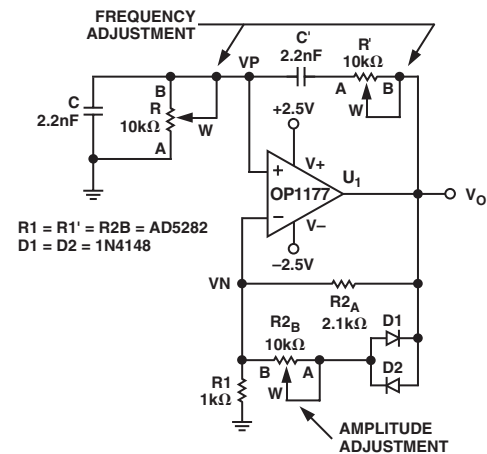 FREQUENCY
ADJUSTMENT
C'
2.2nF
R'
10kΩ
VP
A
B
W
C
2.2nF
B
R
10kΩ
W
A
+2.5V
V+
+
OP1177
U1
−
V−
−2.5V
VO
R1 = R1' = R2B = AD5282
D1 = D2 = 1N4148
VN
R2A
2.1kΩ
D1
D2
R2B
10kΩ
B
A
W
R1
1kΩ
AMPLITUDE
ADJUSTMENT